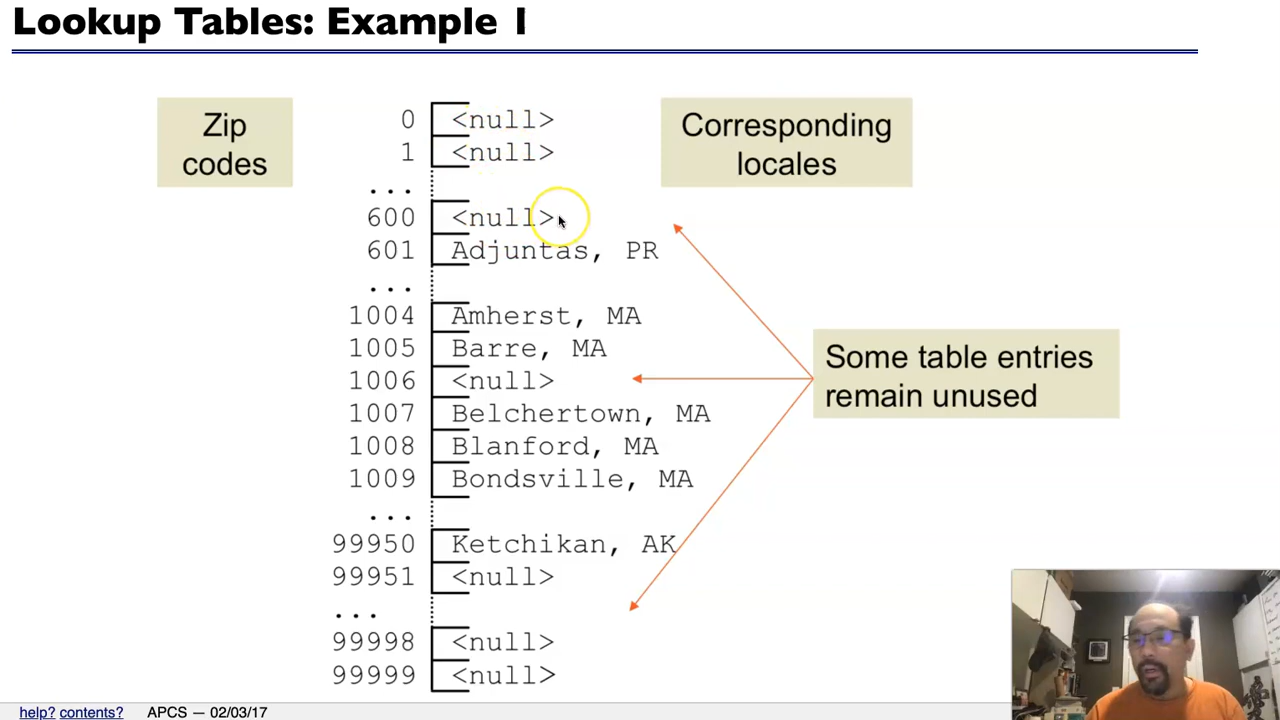 Lookup Tables: Example 1
Zip
codes
Corresponding
locales
0 <null>
1 <null>
...
600 <null>
601 Adjuntas, PR
...
1004 Amherst, MA
1005 Barre, MA
1006 <null>
1007 Belchertown, MA
1008 Blanford, MA
1009 Bondsville, MA
...
99950 Ketchikan, AK
99951 <null>
...
99998 <null>
99999 <null>
Some table entries
remain unused
help? contents? APCS — 02/03/17